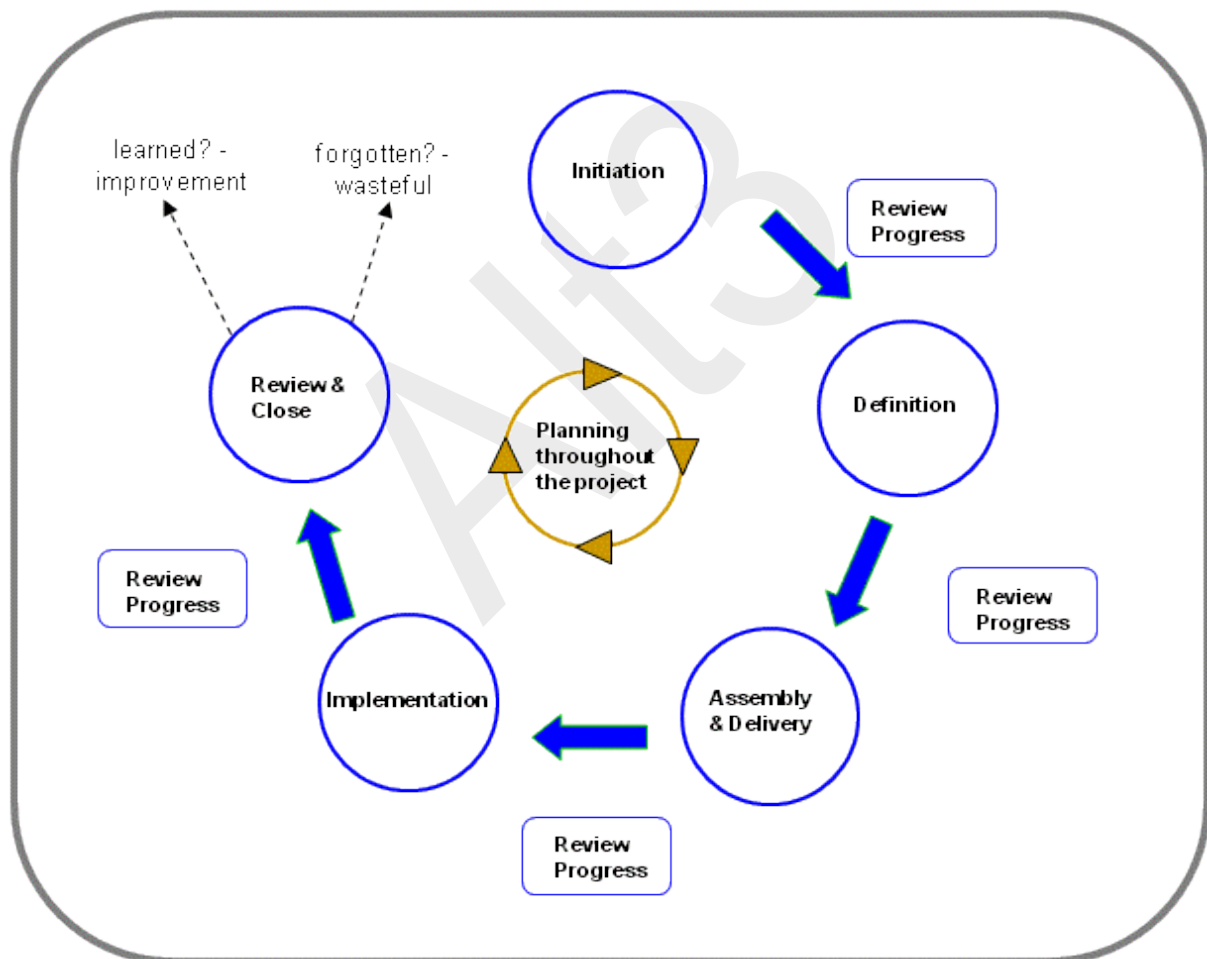 Initiation
Review
Progress
Definition
Review
Progress
Assembly
& Delivery
Review
Progress
Implementation
Review
Progress
Review &
Close
learned? -
improvement
forgotten? -
wasteful
Planning
throughout
the project
Alt3